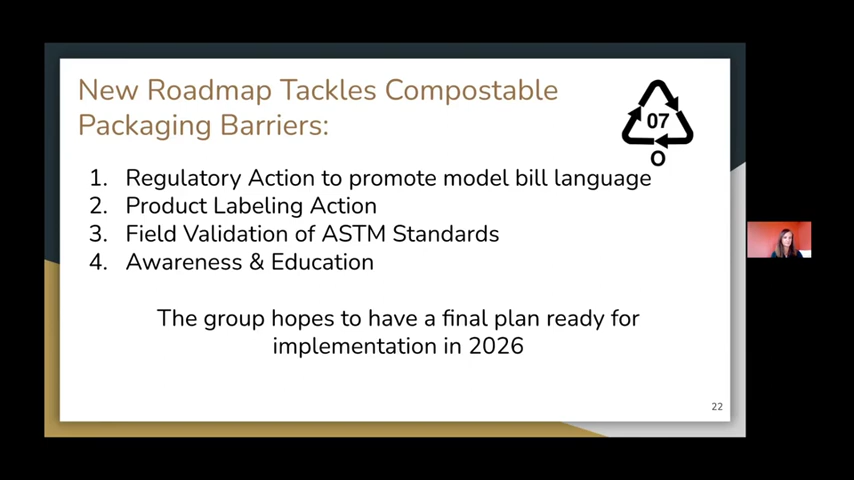 New Roadmap Tackles Compostable
Packaging Barriers:
07
O
1. Regulatory Action to promote model bill language
2. Product Labeling Action
3. Field Validation of ASTM Standards
4. Awareness & Education
The group hopes to have a final plan ready for
implementation in 2026
22